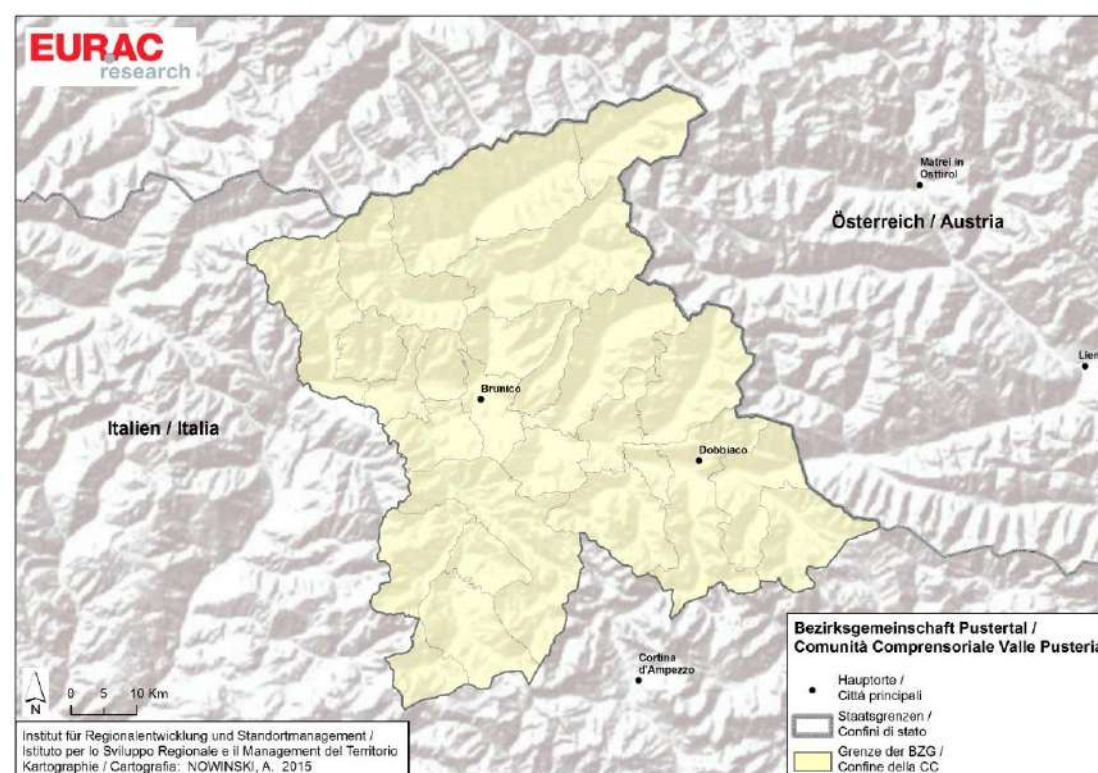 EURAC
research
Matrei in
Osttirol
Österreich / Austria
Lien
Brunico
Italien / Italia
Dobbiaco
Cortina
d'Ampezzo
N
0 5 10 Km
Institut für Regionalentwicklung und Standortmanagement /
Istituto per lo Sviluppo Regionale e il Management del Territorio
Kartographie / Cartografia: NOWINSKI, A. 2015
Bezirksgemeinschaft Pustertal /
Comunità Comprensoriale Valle Pusteria
Hauptorte /
Città principali
Staatsgrenzen /
Confini di stato
Grenze der BZG /
Confine della CC